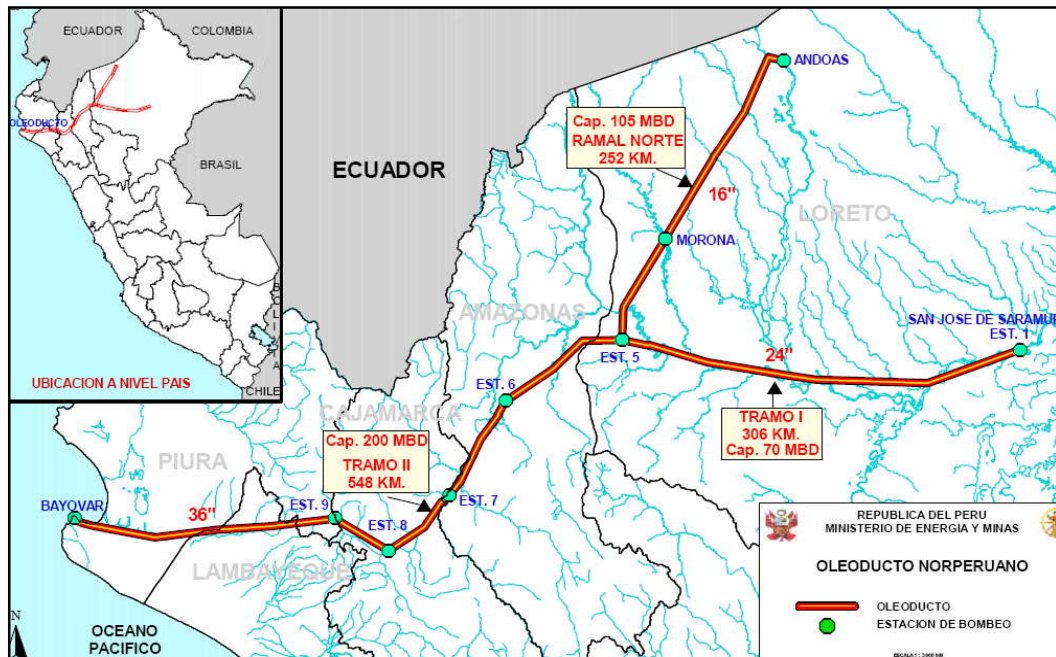 ECUADOR
COLOMBIA
OLEODUCTO
BRASIL
BOLIVIA
UBICACION A NIVEL PAIS
CHILE
ECUADOR
ANDOAS
Cap. 105 MBD
RAMAL NORTE
252 KM.
16"
LORETO
MORONA
AMAZONAS
SAN JOSE DE SARAMUR
EST. 1
EST. 5
24"
EST. 6
CAJAMARCA
TRAMO I
306 KM.
Cap. 70 MBD
Cap. 200 MBD
TRAMO II
548 KM.
PIURA
BAYOVAR
36"
EST. 9
EST. 7
EST. 8
LAMBAYEQUE
REPUBLICA DEL PERU
MINISTERIO DE ENERGIA Y MINAS
OLEODUCTO NORPERUANO
OLEODUCTO
ESTACION DE BOMBEO
N
OCEANO
PACIFICO